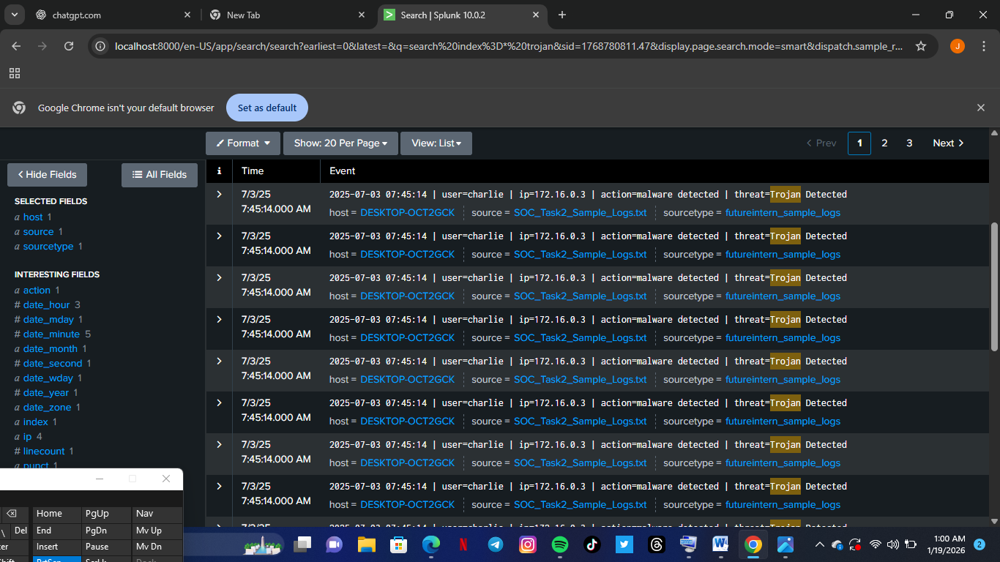 chatgpt.com
New Tab
Search | Splunk 10.0.2
localhost:8000/en-US/app/search/search?earliest=0&latest=&q=search%20index%3D*%20trojan&sid=1768780811.47&display.page.search.mode=smart&dispatch.sample_r...
J
Google Chrome isn't your default browser
Set as default
Format
Show: 20 Per Page
View: List
Prev
1
2
3
Next
Hide Fields
All Fields
i
Time
Event
SELECTED FIELDS
a host 1
a source 1
a sourcetype 1
INTERESTING FIELDS
a action 1
# date_hour 3
# date_mday 1
# date_minute 5
a date_month 1
# date_second 1
a date_wday 1
# date_year 1
a date_zone 1
a index 1
a ip 4
# linecount 1
a punct 1
7/3/25
7:45:14.000 AM
2025-07-03 07:45:14 | user=charlie | ip=172.16.0.3 | action=malware detected | threat=Trojan Detected
host = DESKTOP-OCT2GCK source = SOC_Task2_Sample_Logs.txt sourcetype = futureintern_sample_logs
7/3/25
7:45:14.000 AM
2025-07-03 07:45:14 | user=charlie | ip=172.16.0.3 | action=malware detected | threat=Trojan Detected
host = DESKTOP-OCT2GCK source = SOC_Task2_Sample_Logs.txt sourcetype = futureintern_sample_logs
7/3/25
7:45:14.000 AM
2025-07-03 07:45:14 | user=charlie | ip=172.16.0.3 | action=malware detected | threat=Trojan Detected
host = DESKTOP-OCT2GCK source = SOC_Task2_Sample_Logs.txt sourcetype = futureintern_sample_logs
7/3/25
7:45:14.000 AM
2025-07-03 07:45:14 | user=charlie | ip=172.16.0.3 | action=malware detected | threat=Trojan Detected
host = DESKTOP-OCT2GCK source = SOC_Task2_Sample_Logs.txt sourcetype = futureintern_sample_logs
7/3/25
7:45:14.000 AM
2025-07-03 07:45:14 | user=charlie | ip=172.16.0.3 | action=malware detected | threat=Trojan Detected
host = DESKTOP-OCT2GCK source = SOC_Task2_Sample_Logs.txt sourcetype = futureintern_sample_logs
7/3/25
7:45:14.000 AM
2025-07-03 07:45:14 | user=charlie | ip=172.16.0.3 | action=malware detected | threat=Trojan Detected
host = DESKTOP-OCT2GCK source = SOC_Task2_Sample_Logs.txt sourcetype = futureintern_sample_logs
7/3/25
7:45:14.000 AM
2025-07-03 07:45:14 | user=charlie | ip=172.16.0.3 | action=malware detected | threat=Trojan Detected
host = DESKTOP-OCT2GCK source = SOC_Task2_Sample_Logs.txt sourcetype = futureintern_sample_logs
7/3/25
7:45:14.000 AM
2025-07-03 07:45:14 | user=charlie | ip=172.16.0.3 | action=malware detected | threat=Trojan Detected
host = DESKTOP-OCT2GCK source = SOC_Task2_Sample_Logs.txt sourcetype = futureintern_sample_logs
Home PgUp Nav
\ Del End PgDn Mv Up
Insert Pause Mv Dn
PrtScn ScrLk Dock
1:00 AM
1/19/2026
2